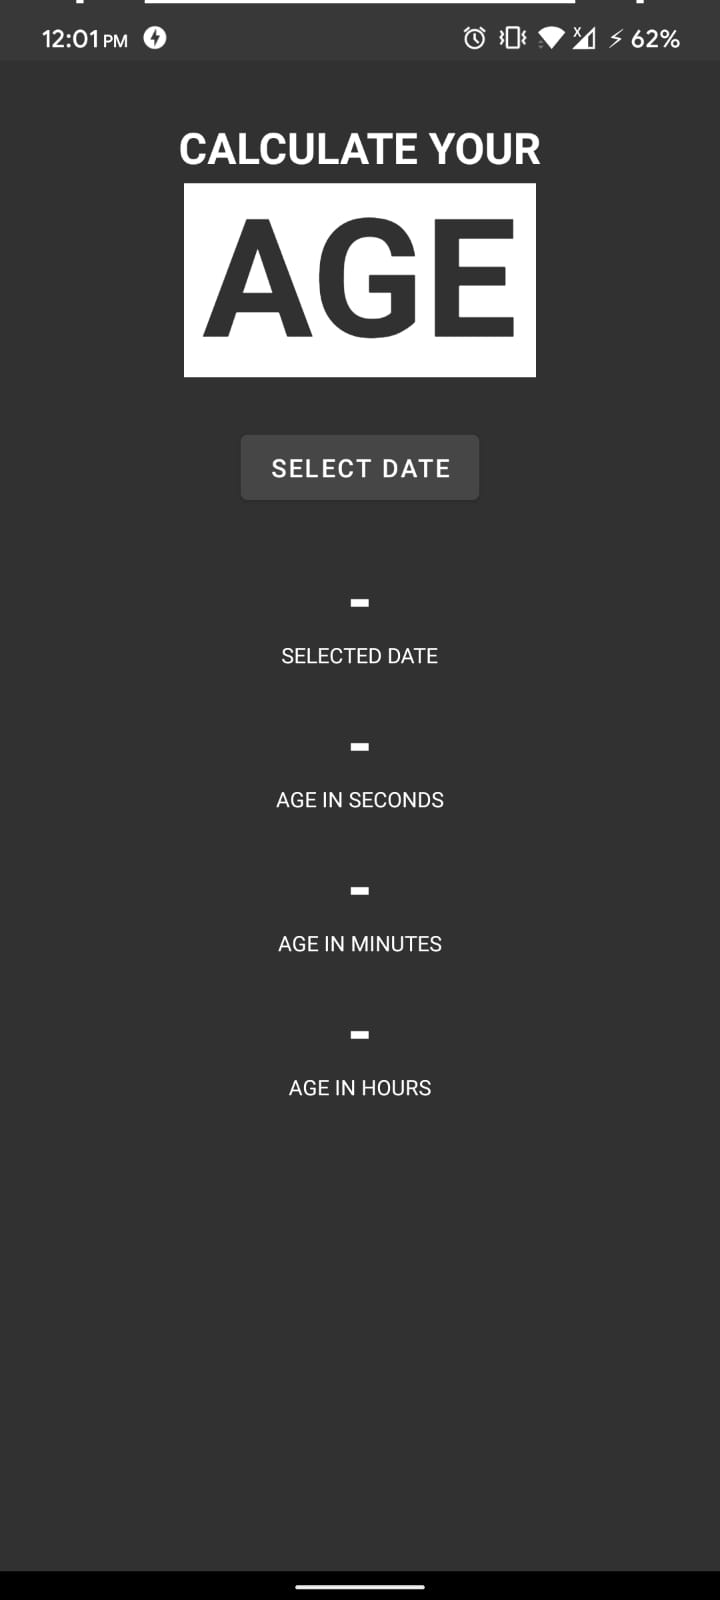 12:01 PM 62%
CALCULATE YOUR
AGE
SELECT DATE
-
SELECTED DATE
-
AGE IN SECONDS
-
AGE IN MINUTES
-
AGE IN HOURS